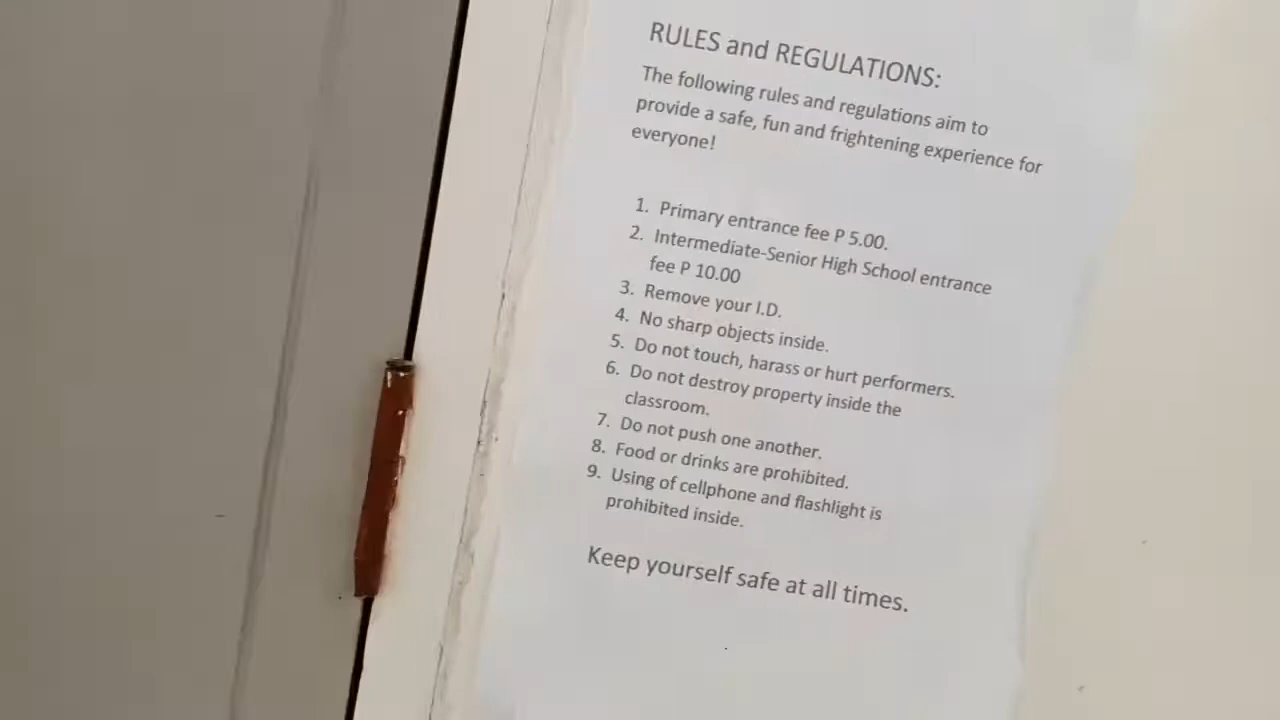 RULES and REGULATIONS:
The following rules and regulations aim to
provide a safe, fun and frightening experience for
everyone!
1. Primary entrance fee P 5.00.
2. Intermediate-Senior High School entrance
fee P 10.00
3. Remove your I.D.
4. No sharp objects inside.
5. Do not touch, harass or hurt performers.
6. Do not destroy property inside the
classroom.
7. Do not push one another.
8. Food or drinks are prohibited.
9. Using of cellphone and flashlight is
prohibited inside.
Keep yourself safe at all times.